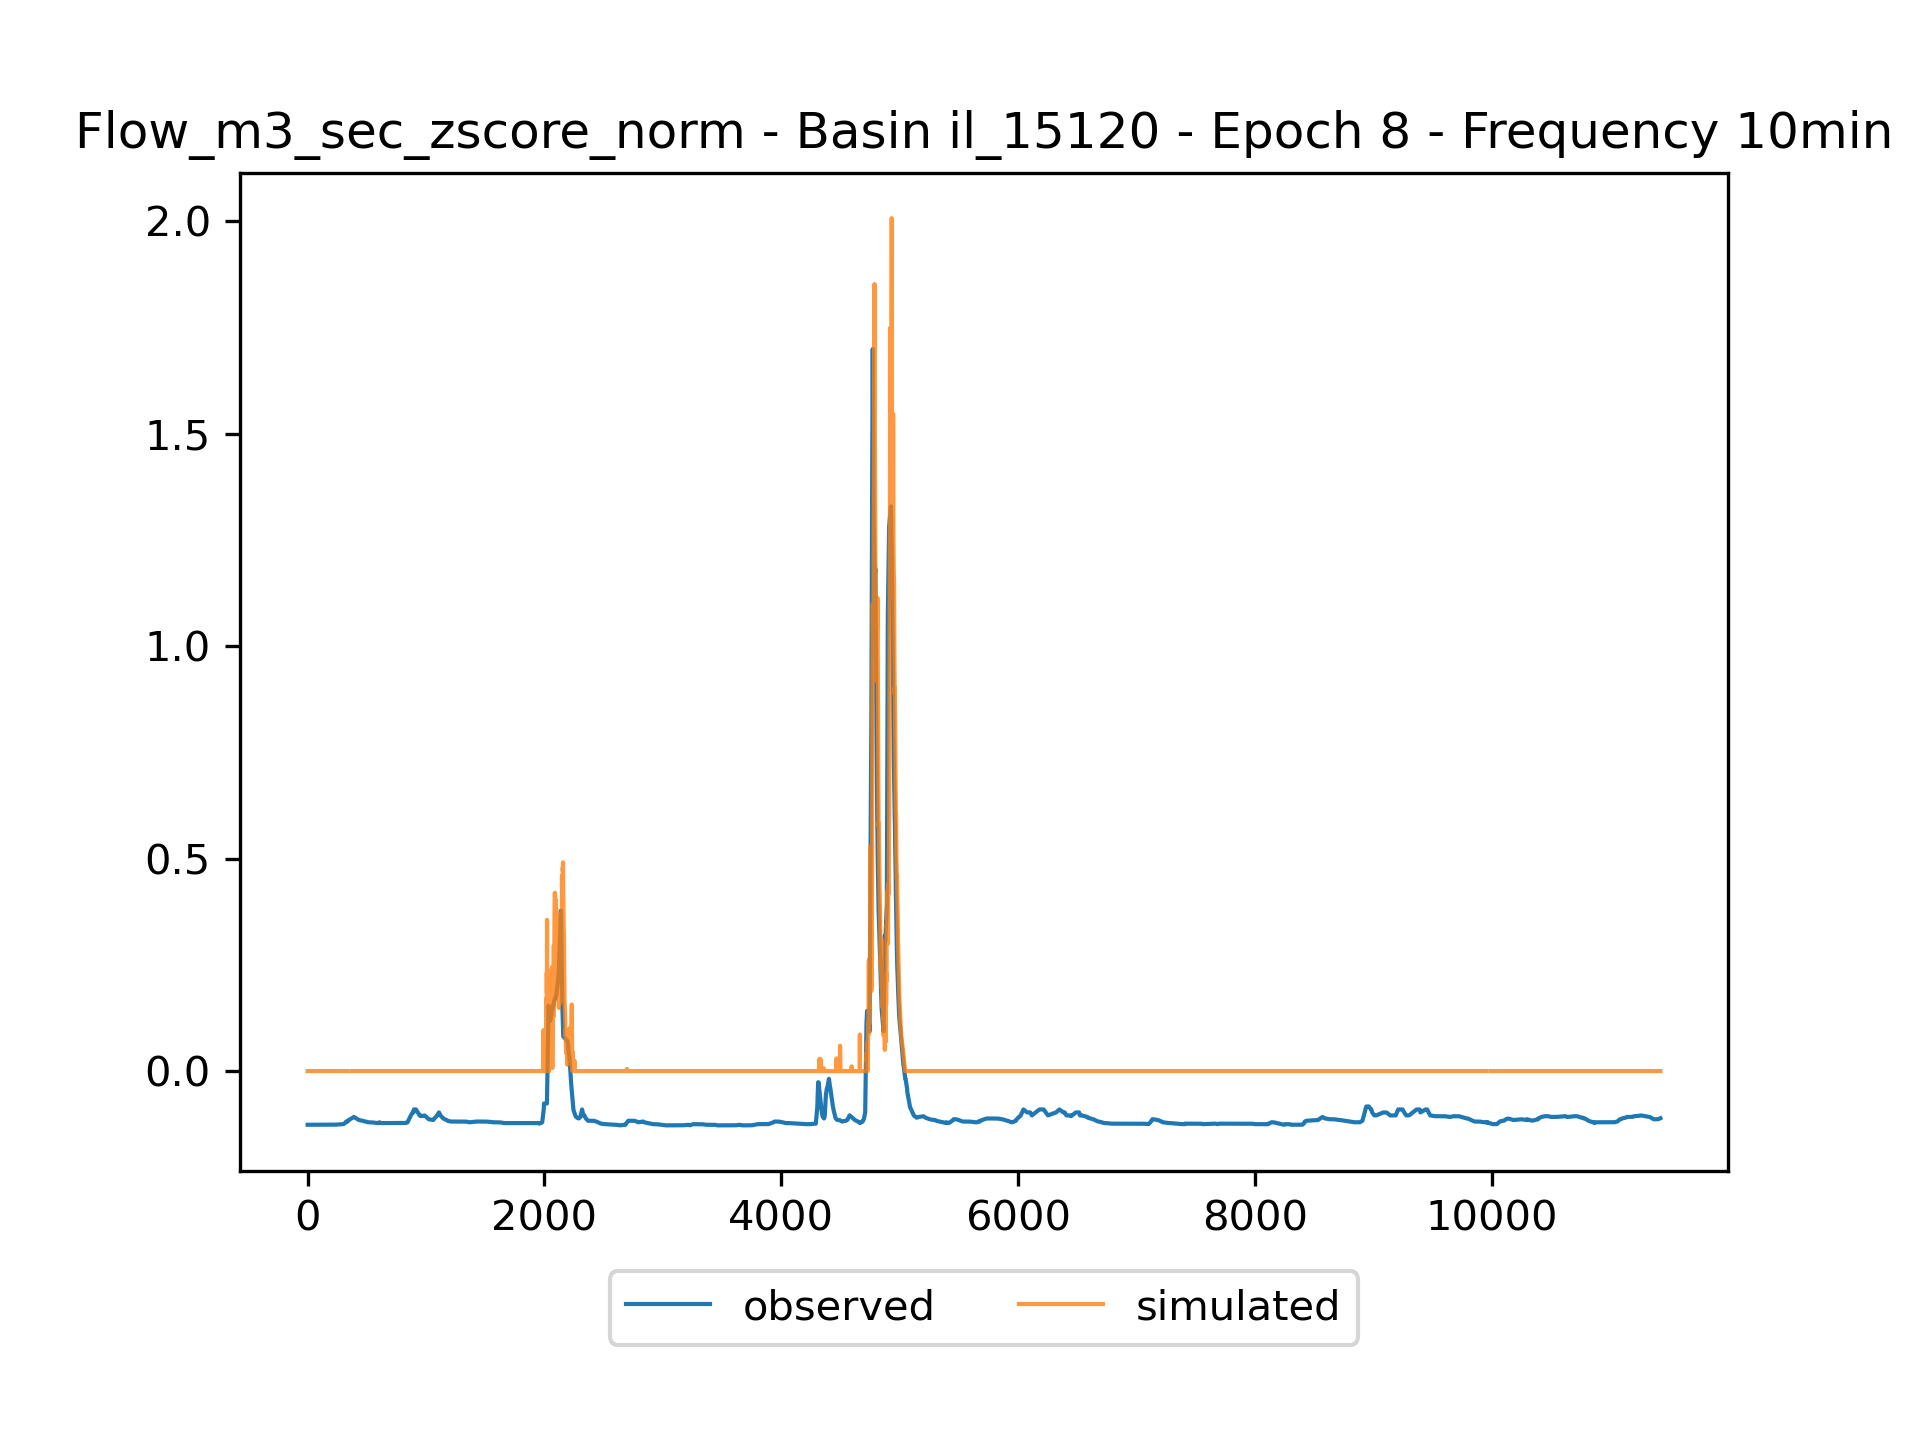 Flow_m3_sec_zscore_norm - Basin il_15120 - Epoch 8 - Frequency 10min
2.0
1.5
1.0
0.5
0.0
0 2000 4000 6000 8000 10000
observed simulated